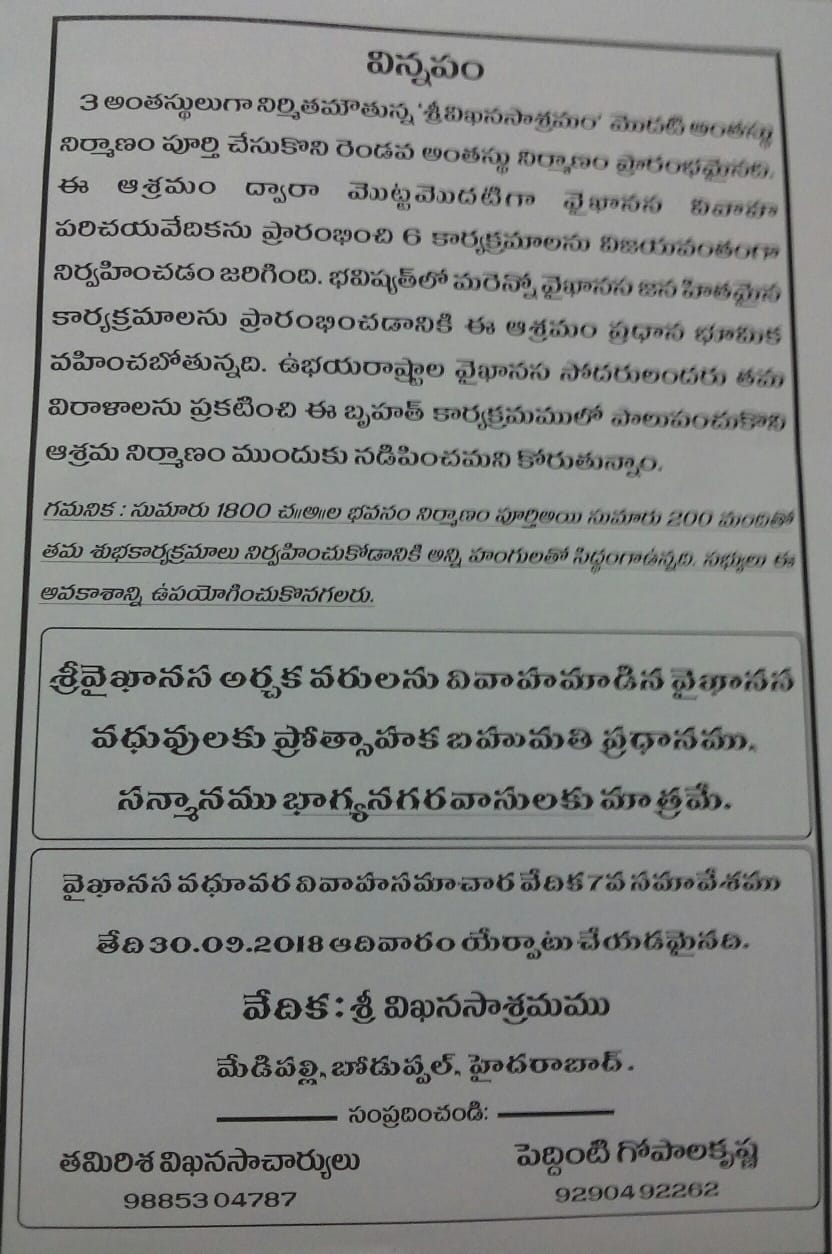 విన్నపం
3 అంతస్థులుగా నిర్మితమౌతున్న 'శ్రీవిఖనసాశ్రమం' మొదటి అంతస్థు
నిర్మాణం పూర్తి చేసుకొని రెండవ అంతస్థు నిర్మాణం ప్రారంభమైనది.
ఈ ఆశ్రమం ద్వారా మొట్టమొదటిగా వైఖానస వివాహ
పరిచయవేదికను ప్రారంభించి 6 కార్యక్రమాలను విజయవంతంగా
నిర్వహించడం జరిగింది. భవిష్యత్‌లో మరెన్నో వైఖానస జన హితమైన
కార్యక్రమాలను ప్రారంభించడానికి ఈ ఆశ్రమం ప్రధాన భూమిక
వహించబోతున్నది. ఉభయరాష్ట్రాల వైఖానస సోదరులందరు తమ
విరాళాలను ప్రకటించి ఈ బృహత్ కార్యక్రమములో పాలుపంచుకొని
ఆశ్రమ నిర్మాణం ముందుకు నడిపించమని కోరుతున్నాం.
గమనిక : సుమారు 1800 చ॥అ॥ల భవనం నిర్మాణం పూర్తిఅయి సుమారు 200 మందితో
తమ శుభకార్యక్రమాలు నిర్వహించుకోడానికి అన్ని హంగులతో సిద్ధంగాఉన్నది. సభ్యులు ఈ
అవకాశాన్ని ఉపయోగించుకొనగలరు.
శ్రీవైఖానస అర్చక వరులను వివాహమాడిన వైఖానస
వధువులకు ప్రోత్సాహక బహుమతి ప్రధానము.
సన్మానము భాగ్యనగరవాసులకు మాత్రమే.
వైఖానస వధూవర వివాహసమాచార వేదిక 7వ సమావేశము
తేది 30.09.2018 ఆదివారం యేర్పాటు చేయడమైనది.
వేదిక : శ్రీ విఖనసాశ్రమము
మేడిపల్లి, బోడుప్పల్, హైదరాబాద్.
సంప్రదించండి:
తమిరిశ విఖనసాచార్యులు
98853 04787
పెద్దింటి గోపాలకృష్ణ
92904 92262